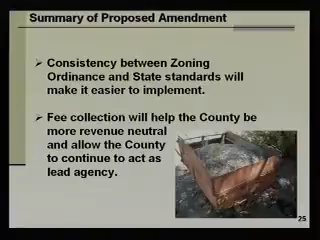 Summary of Proposed Amendment
Consistency between Zoning
Ordinance and State standards will
make it easier to implement.
Fee collection will help the County be
more revenue neutral
and allow the County
to continue to act as
lead agency.
25